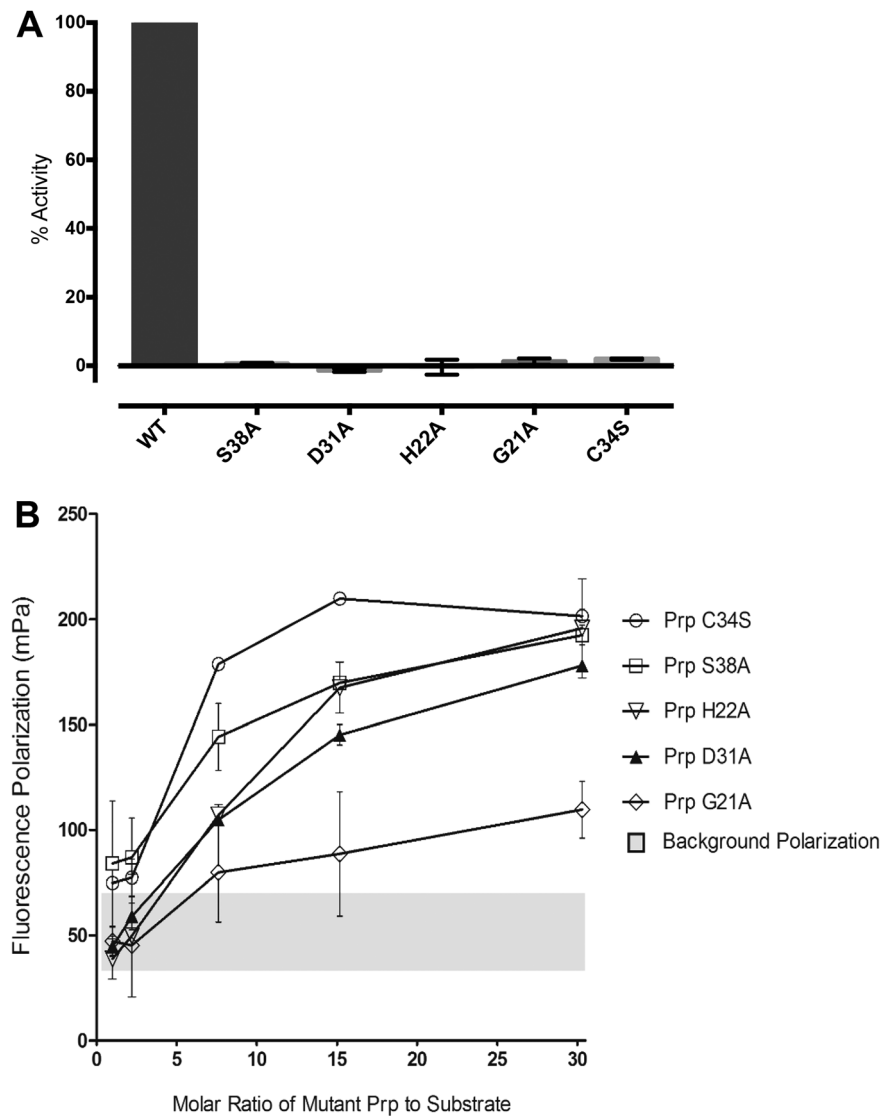 A
100
80
60
40
20
0
% Activity
WT
S38A
D31A
H22A
G21A
C34S
B
250
200
150
100
50
0
Fluorescence Polarization (mPa)
0 5 10 15 20 25 30
Molar Ratio of Mutant Prp to Substrate
Prp C34S
Prp S38A
Prp H22A
Prp D31A
Prp G21A
Background Polarization